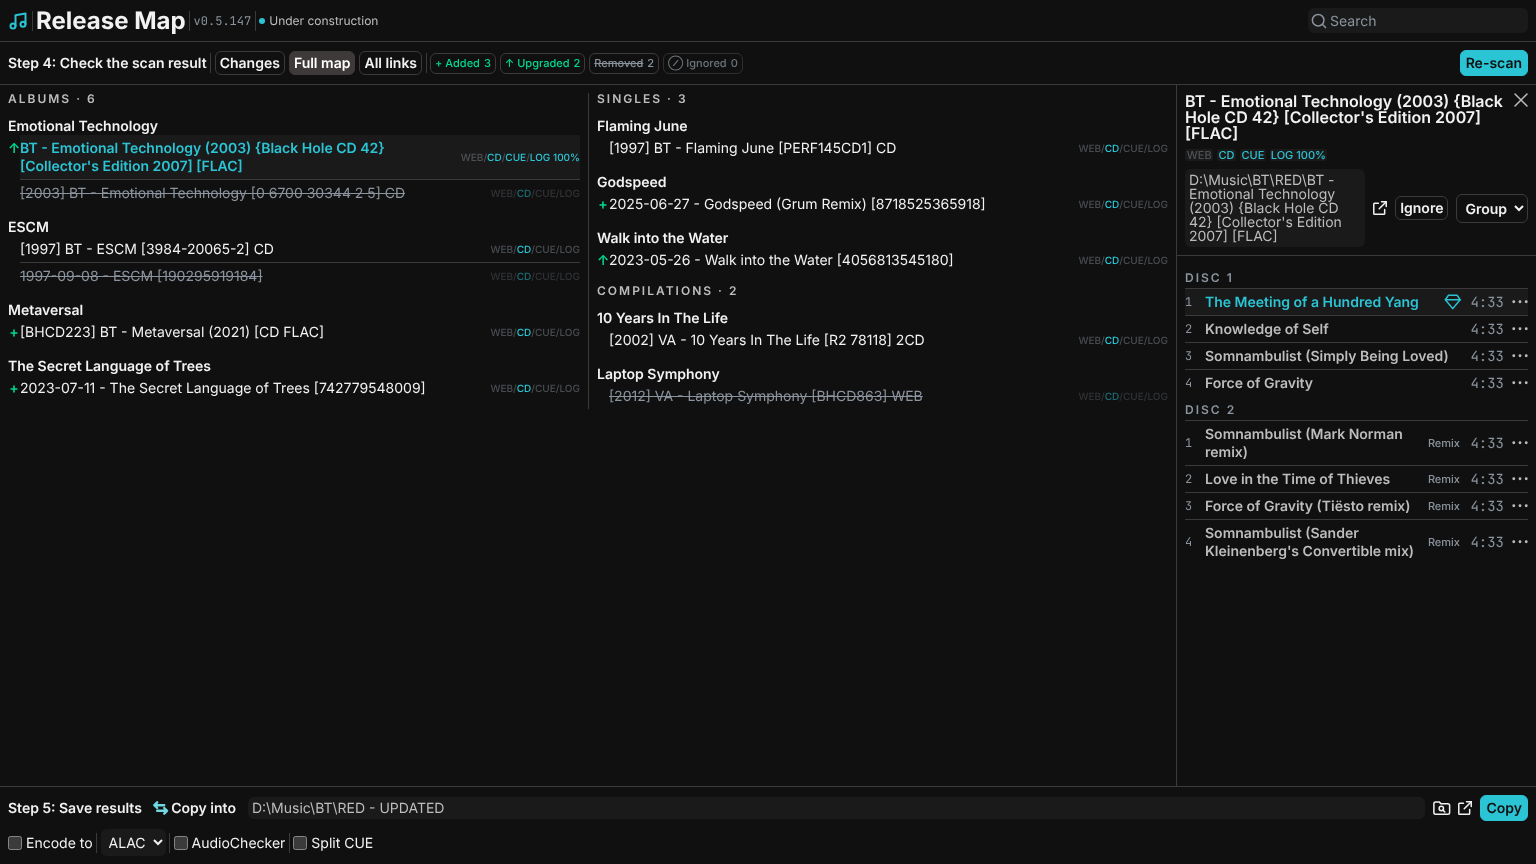 Release Map v0.5.147 Under construction Search
Step 4: Check the scan result Changes Full map All links + Added 3 ↑ Upgraded 2 Removed 2 Ignored 0 Re-scan
ALBUMS · 6
Emotional Technology
↑BT - Emotional Technology (2003) {Black Hole CD 42}
[Collector's Edition 2007] [FLAC]
WEB/CD/CUE/LOG 100%
[2003] BT - Emotional Technology [0 6700 30344 2 5] CD WEB/CD/CUE/LOG
ESCM
[1997] BT - ESCM [3984-20065-2] CD WEB/CD/CUE/LOG
1997-09-08 - ESCM [190295919184] WEB/CD/CUE/LOG
Metaversal
+[BHCD223] BT - Metaversal (2021) [CD FLAC] WEB/CD/CUE/LOG
The Secret Language of Trees
+2023-07-11 - The Secret Language of Trees [742779548009] WEB/CD/CUE/LOG
SINGLES · 3
Flaming June
[1997] BT - Flaming June [PERF145CD1] CD WEB/CD/CUE/LOG
Godspeed
+2025-06-27 - Godspeed (Grum Remix) [8718525365918] WEB/CD/CUE/LOG
Walk into the Water
↑2023-05-26 - Walk into the Water [4056813545180] WEB/CD/CUE/LOG
COMPILATIONS · 2
10 Years In The Life
[2002] VA - 10 Years In The Life [R2 78118] 2CD WEB/CD/CUE/LOG
Laptop Symphony
[2012] VA - Laptop Symphony [BHCD863] WEB WEB/CD/CUE/LOG
BT - Emotional Technology (2003) {Black
Hole CD 42} [Collector's Edition 2007]
[FLAC]
WEB CD CUE LOG 100%
D:\Music\BT\RED\BT -
Emotional Technology
(2003) {Black Hole CD
42} [Collector's Edition
2007] [FLAC]
Ignore Group
DISC 1
1 The Meeting of a Hundred Yang 4:33 ···
2 Knowledge of Self 4:33 ···
3 Somnambulist (Simply Being Loved) 4:33 ···
4 Force of Gravity 4:33 ···
DISC 2
1 Somnambulist (Mark Norman
remix) Remix 4:33 ···
2 Love in the Time of Thieves Remix 4:33 ···
3 Force of Gravity (Tiësto remix) Remix 4:33 ···
4 Somnambulist (Sander
Kleinenberg's Convertible mix) Remix 4:33 ···
Step 5: Save results Copy into D:\Music\BT\RED - UPDATED Copy
Encode to ALAC AudioChecker Split CUE